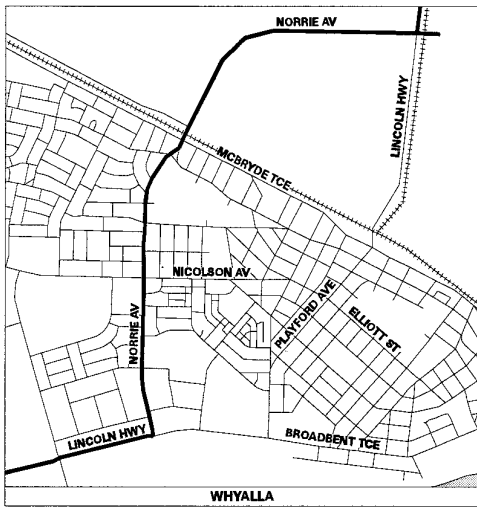 NORRIE AV
LINCOLN HWY
MCBRYDE TCE
NICOLSON AV
PLAYFORD AVE
ELLIOTT ST
NORRIE AV
LINCOLN HWY
BROADBENT TCE
WHYALLA